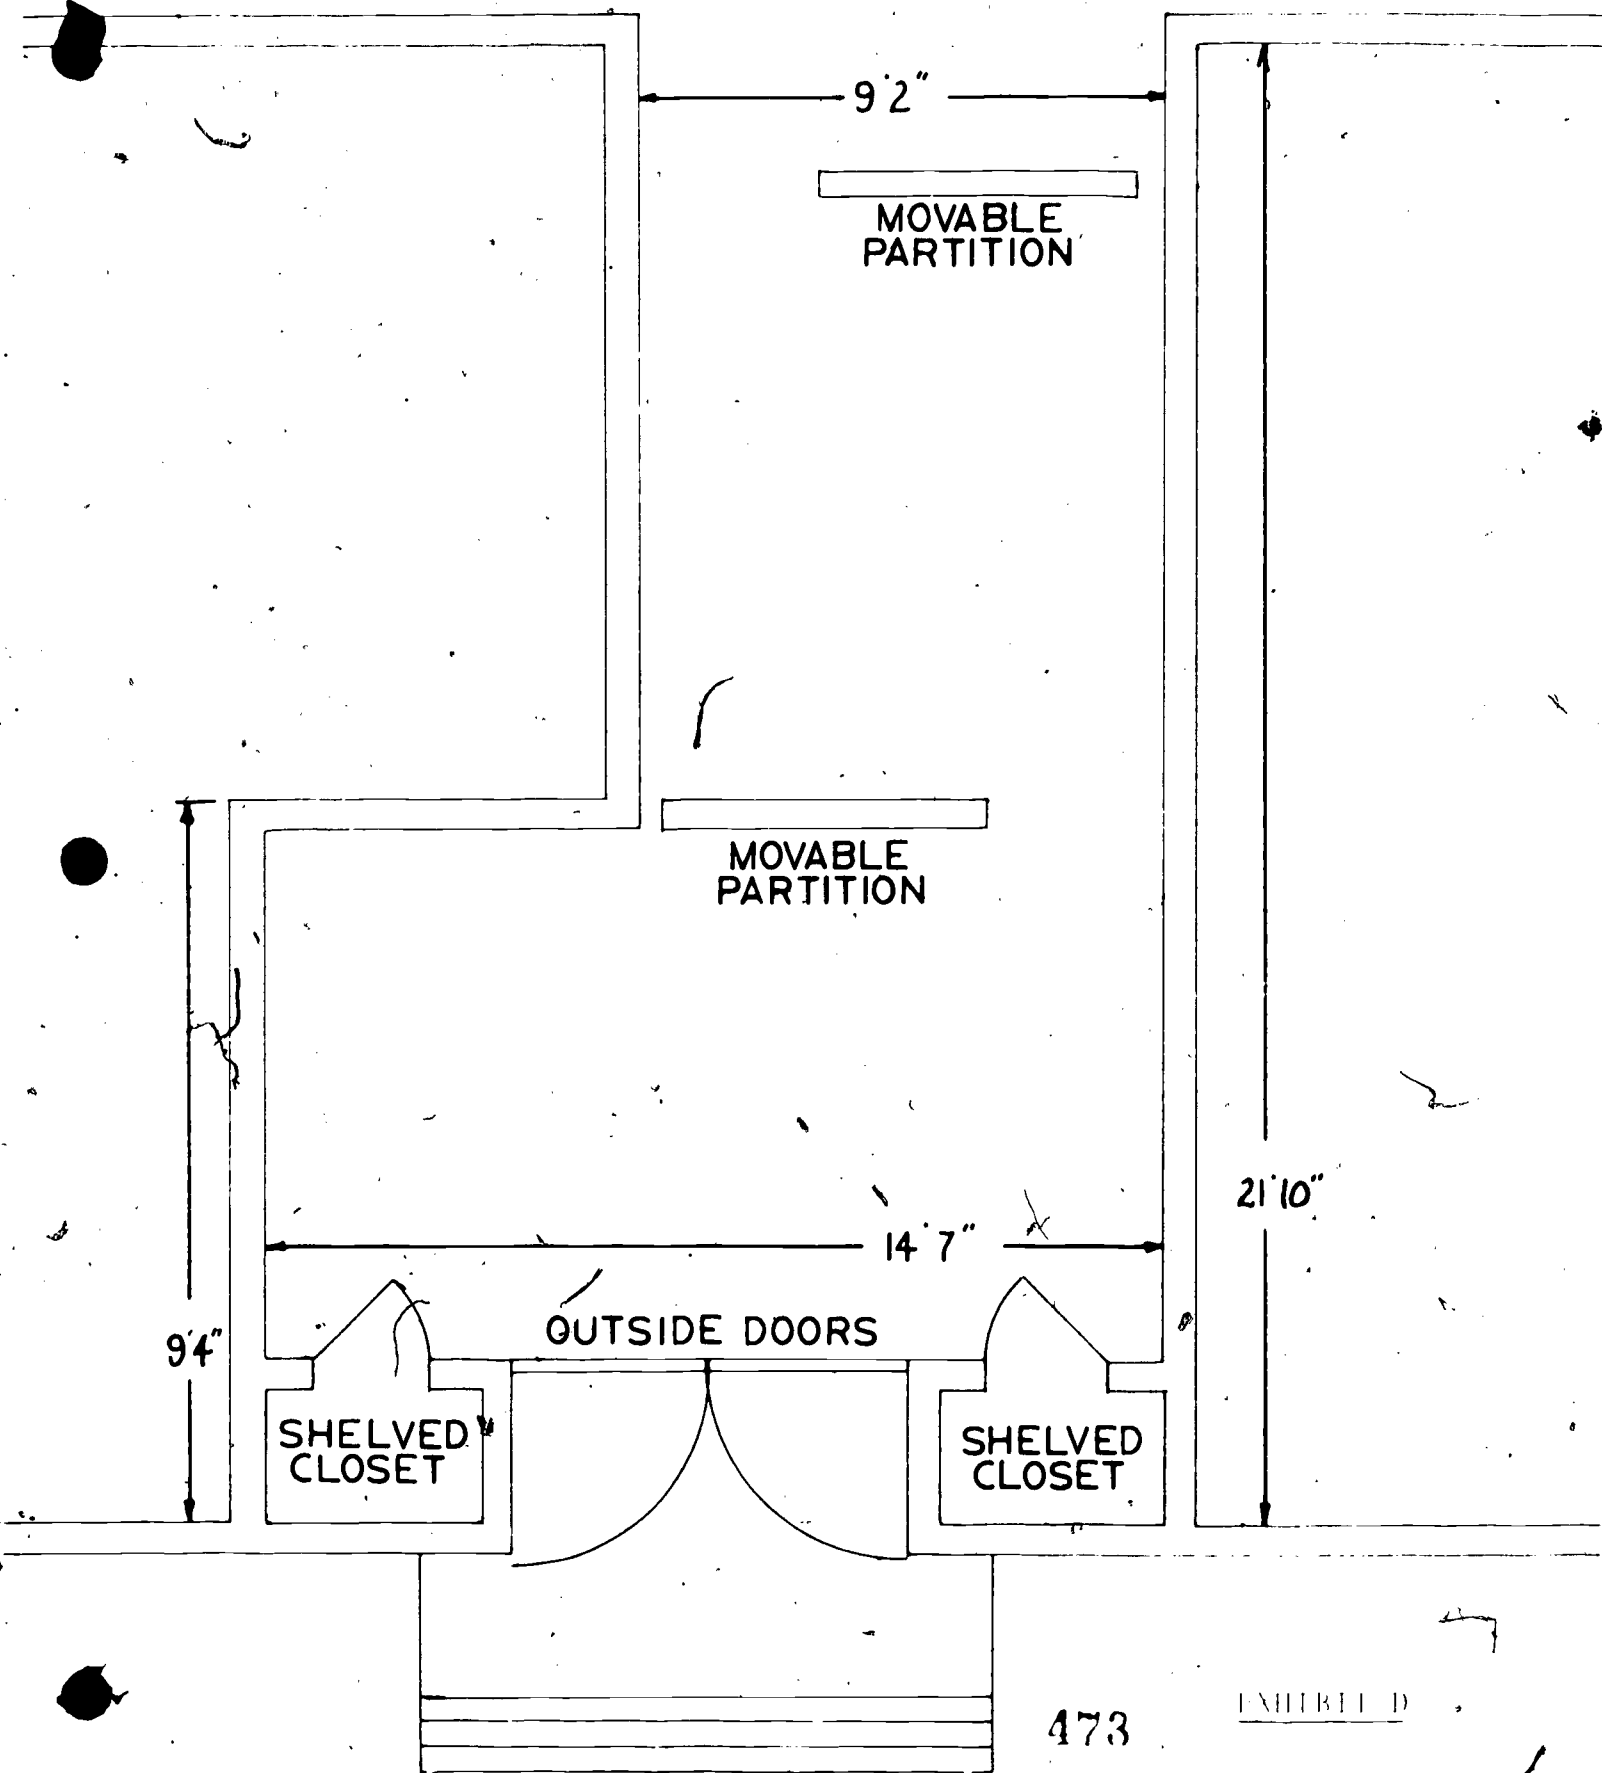 9'2"
MOVABLE
PARTITION
MOVABLE
PARTITION
21'10"
14'7"
OUTSIDE DOORS
9'4"
SHELVED
CLOSET
SHELVED
CLOSET
473
EXHIBIT D